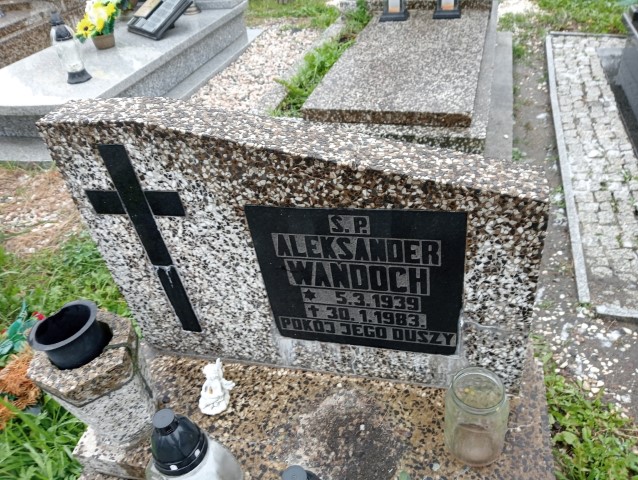 S.P.
ALEKSANDER
WANDOCH
* 5.3.1939
† 30.1.1983.
POKÓJ JEGO DUSZY